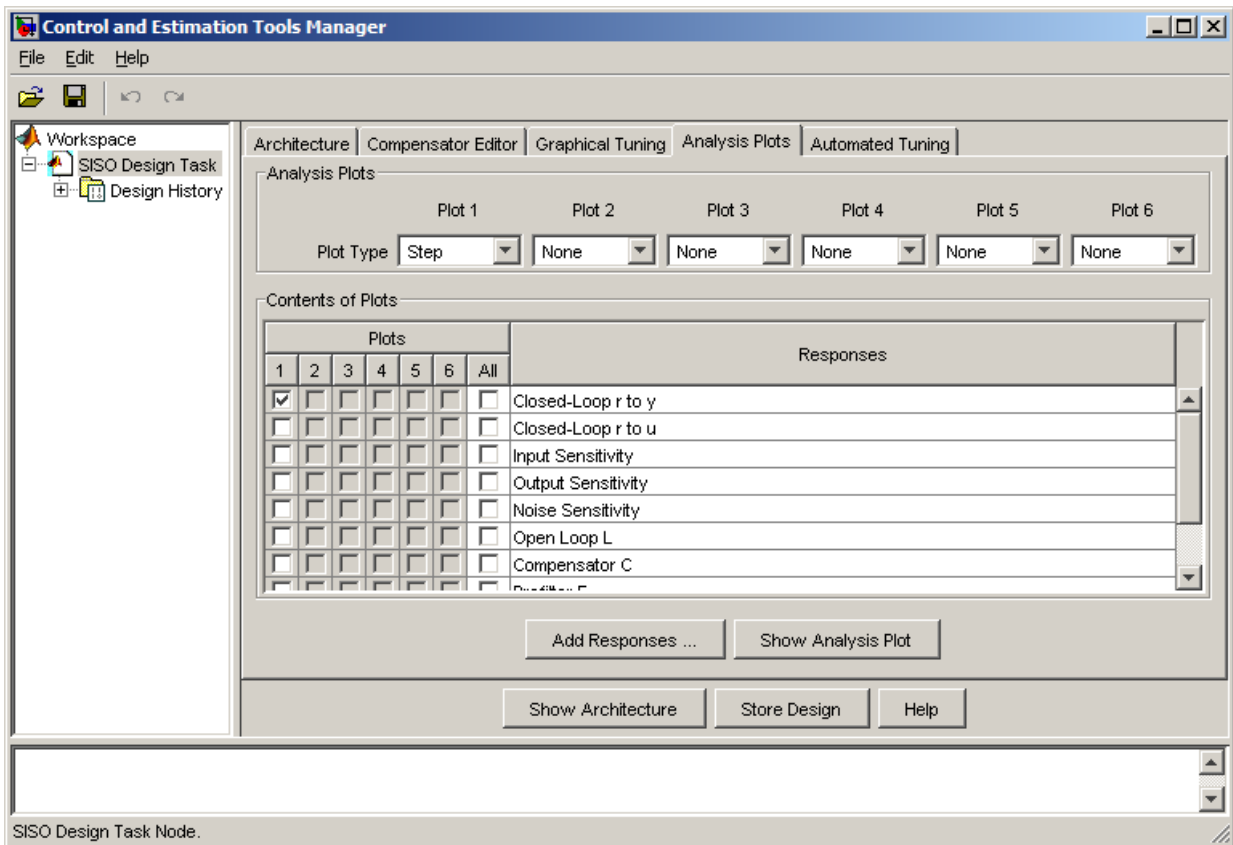 Control and Estimation Tools Manager
File Edit Help
Workspace
SISO Design Task
Design History
Architecture Compensator Editor Graphical Tuning Analysis Plots Automated Tuning
Analysis Plots
Plot 1 Plot 2 Plot 3 Plot 4 Plot 5 Plot 6
Plot Type Step None None None None None
Contents of Plots
Plots
Responses
1 2 3 4 5 6 All
Closed-Loop r to y
Closed-Loop r to u
Input Sensitivity
Output Sensitivity
Noise Sensitivity
Open Loop L
Compensator C
Add Responses ... Show Analysis Plot
Show Architecture Store Design Help
SISO Design Task Node.